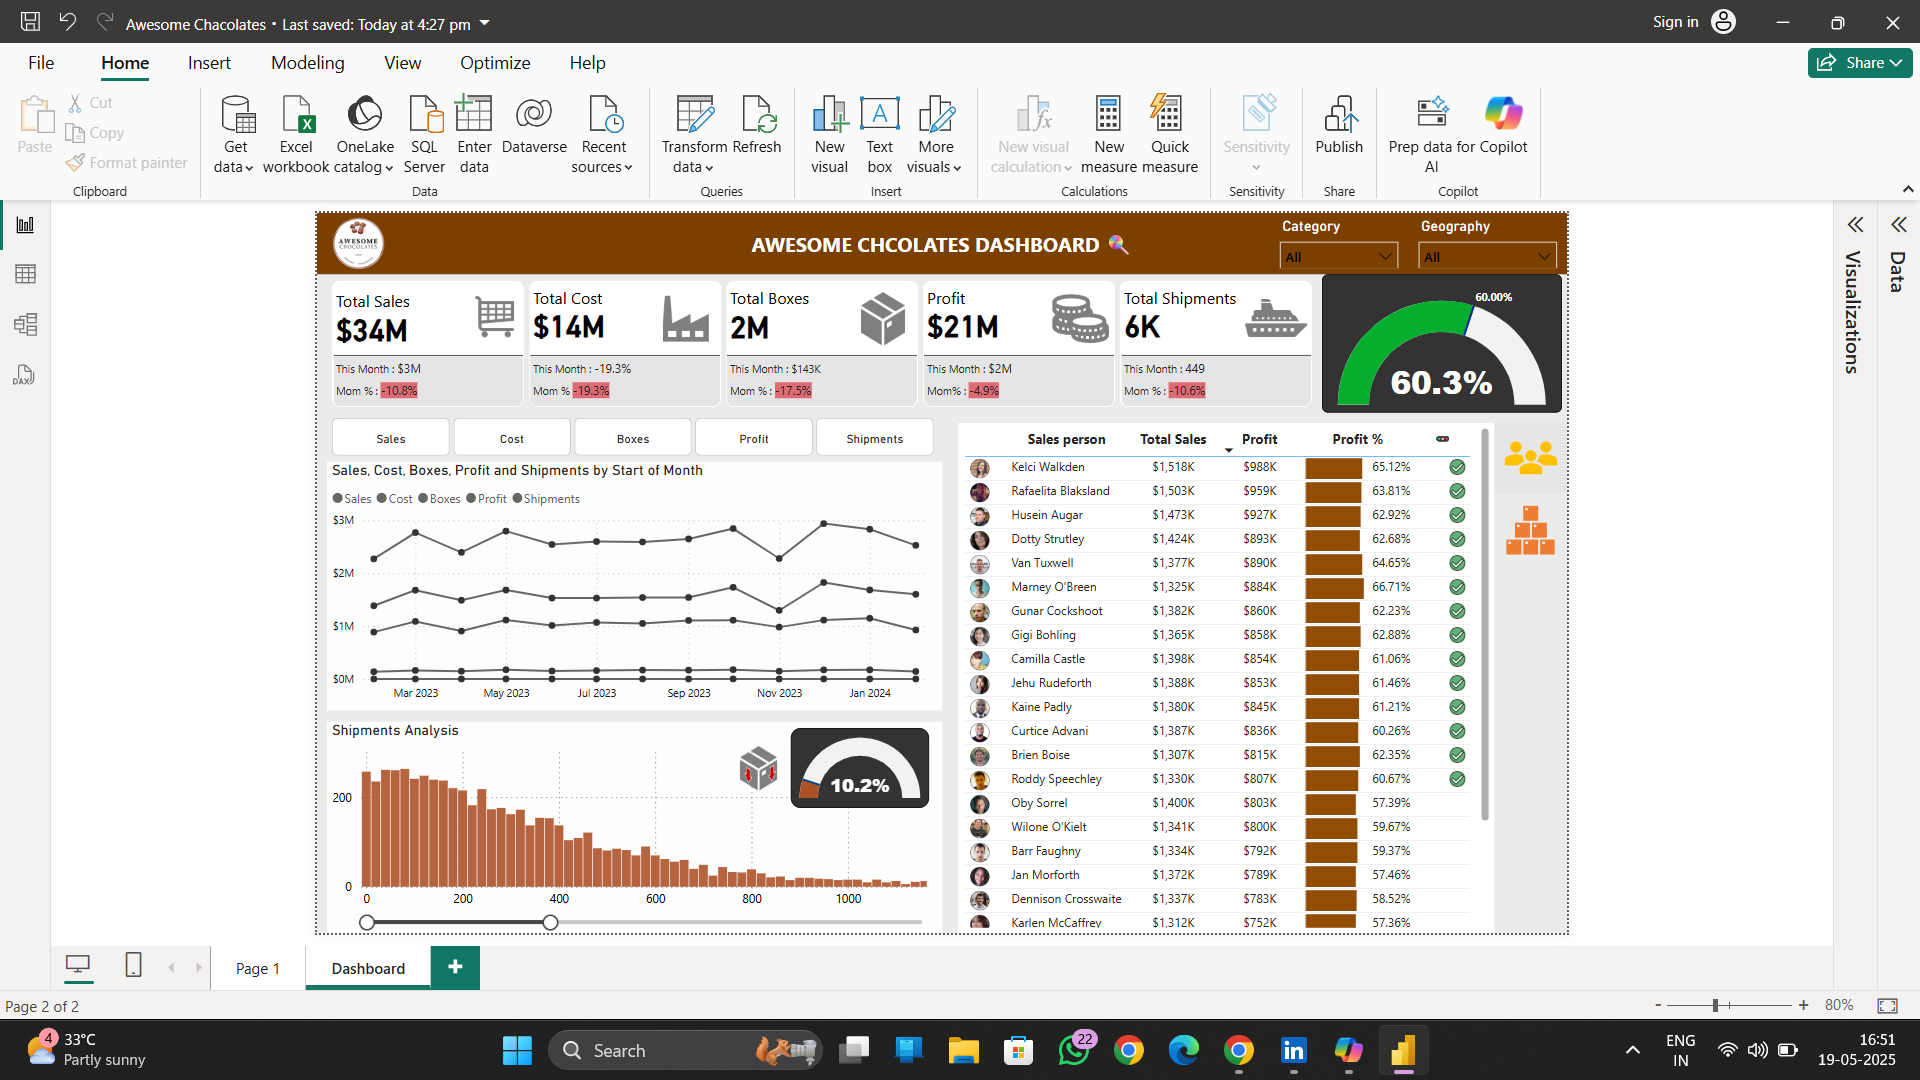 Awesome Chacolates • Last saved: Today at 4:27 pm
Sign in
File Home Insert Modeling View Optimize Help
Share
Paste
Cut
Copy
Format painter
Clipboard
Get data
Excel workbook
OneLake catalog
SQL Server
Enter data
Dataverse
Recent sources
Data
Transform data
Refresh
Queries
New visual
Text box
More visuals
Insert
New visual calculation
New measure
Quick measure
Calculations
Sensitivity
Sensitivity
Publish
Share
Prep data for AI
Copilot
Copilot
DAX
Visualizations
Data
AWESOME
CHOCOLATES
AWESOME CHCOLATES DASHBOARD
Category
All
Geography
All
Total Sales
$34M
This Month : $3M
Mom % : -10.8%
Total Cost
$14M
This Month : -19.3%
Mom % -19.3%
Total Boxes
2M
This Month : $143K
Mom % : -17.5%
Profit
$21M
This Month : $2M
Mom% : -4.9%
Total Shipments
6K
This Month : 449
Mom % : -10.6%
60.00%
60.3%
Sales
Cost
Boxes
Profit
Shipments
Sales, Cost, Boxes, Profit and Shipments by Start of Month
Sales Cost Boxes Profit Shipments
$3M
$2M
$1M
$0M
Mar 2023 May 2023 Jul 2023 Sep 2023 Nov 2023 Jan 2024
Shipments Analysis
10.2%
200
0
0 200 400 600 800 1000
Sales person Total Sales Profit Profit %
Kelci Walkden $1,518K $988K 65.12%
Rafaelita Blaksland $1,503K $959K 63.81%
Husein Augar $1,473K $927K 62.92%
Dotty Strutley $1,424K $893K 62.68%
Van Tuxwell $1,377K $890K 64.65%
Marney O'Breen $1,325K $884K 66.71%
Gunar Cockshoot $1,382K $860K 62.23%
Gigi Bohling $1,365K $858K 62.88%
Camilla Castle $1,398K $854K 61.06%
Jehu Rudeforth $1,388K $853K 61.46%
Kaine Padly $1,380K $845K 61.21%
Curtice Advani $1,387K $836K 60.26%
Brien Boise $1,307K $815K 62.35%
Roddy Speechley $1,330K $807K 60.67%
Oby Sorrel $1,400K $803K 57.39%
Wilone O'Kielt $1,341K $800K 59.67%
Barr Faughny $1,334K $792K 59.37%
Jan Morforth $1,372K $789K 57.46%
Dennison Crosswaite $1,337K $783K 58.52%
Karlen McCaffrey $1,312K $752K 57.36%
Page 1
Dashboard
+
Page 2 of 2
- + 80%
4
33°C
Partly sunny
Search
22
ENG
IN
16:51
19-05-2025